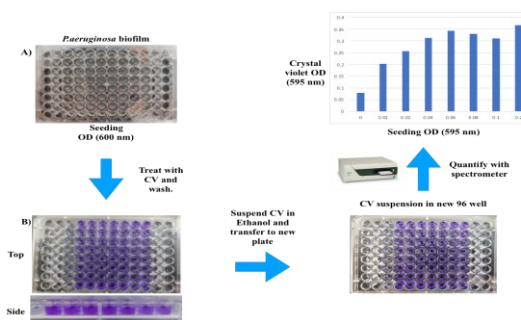 P.aeruginosa biofilm
A)
Seeding
OD (600 nm)
Treat with
CV and
wash.
B)
Top
Side
Suspend CV in
Ethanol and
transfer to new
plate
CV suspension in new 96 well
Quantify with
spectrometer
Crystal
violet OD
(595 nm)
0.4
0.35
0.3
0.25
0.2
0.15
0.1
0.05
0
0 0.01 0.02 0.04 0.06 0.08 0.1
Seeding OD (595 nm)